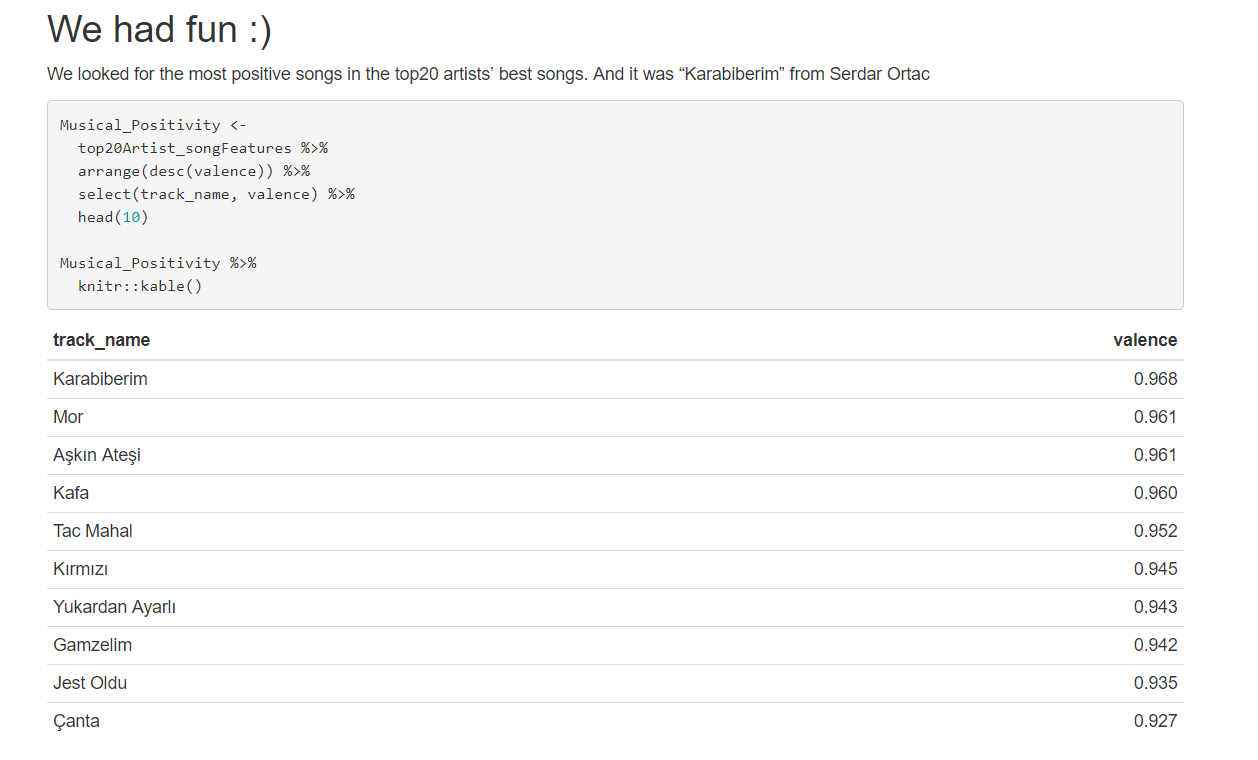 We had fun :)
We looked for the most positive songs in the top20 artists’ best songs. And it was “Karabiberim” from Serdar Ortac
Musical_Positivity <-
  top20Artist_songFeatures %>%
  arrange(desc(valence)) %>%
  select(track_name, valence) %>%
  head(10)

Musical_Positivity %>%
  knitr::kable()
track_name valence
Karabiberim 0.968
Mor 0.961
Aşkın Ateşi 0.961
Kafa 0.960
Tac Mahal 0.952
Kırmızı 0.945
Yukardan Ayarlı 0.943
Gamzelim 0.942
Jest Oldu 0.935
Çanta 0.927